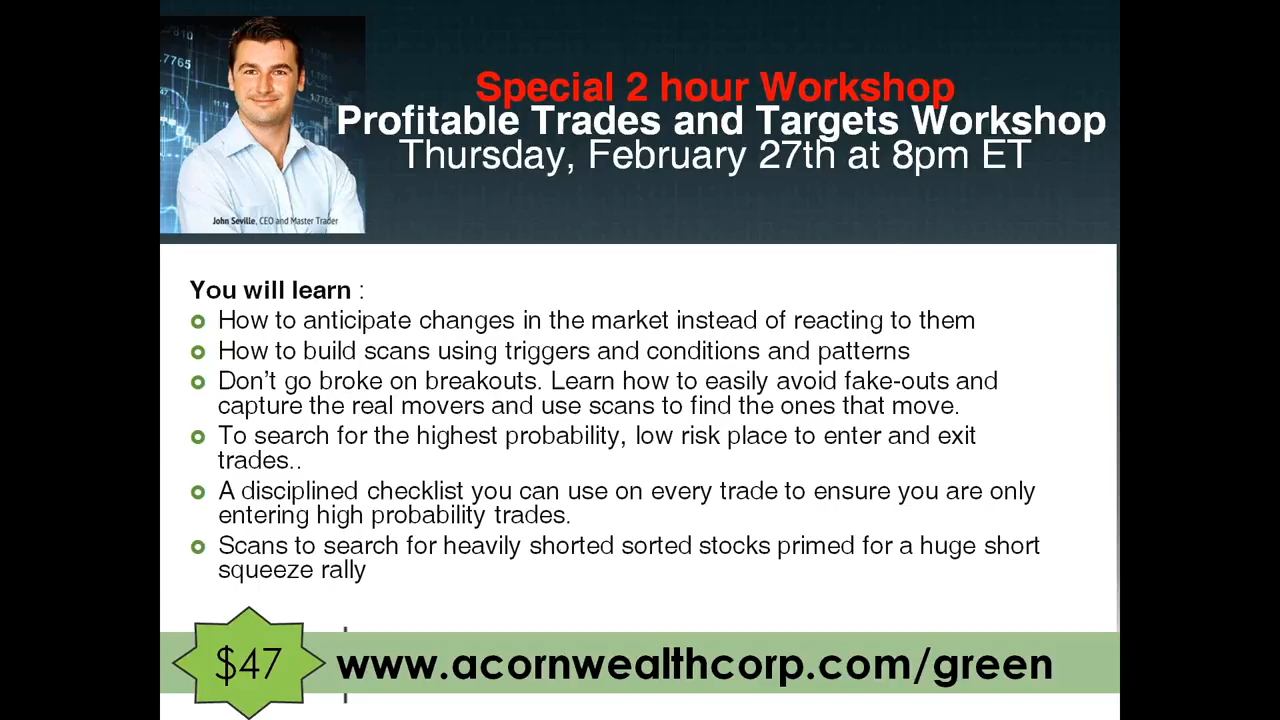 7810
.7765
1.7765
1.77
John Seville, CEO and Master Trader
Special 2 hour Workshop
Profitable Trades and Targets Workshop
Thursday, February 27th at 8pm ET
You will learn :
How to anticipate changes in the market instead of reacting to them
How to build scans using triggers and conditions and patterns
Don’t go broke on breakouts. Learn how to easily avoid fake-outs and
capture the real movers and use scans to find the ones that move.
To search for the highest probability, low risk place to enter and exit
trades..
A disciplined checklist you can use on every trade to ensure you are only
entering high probability trades.
Scans to search for heavily shorted sorted stocks primed for a huge short
squeeze rally
$47
www.acornwealthcorp.com/green